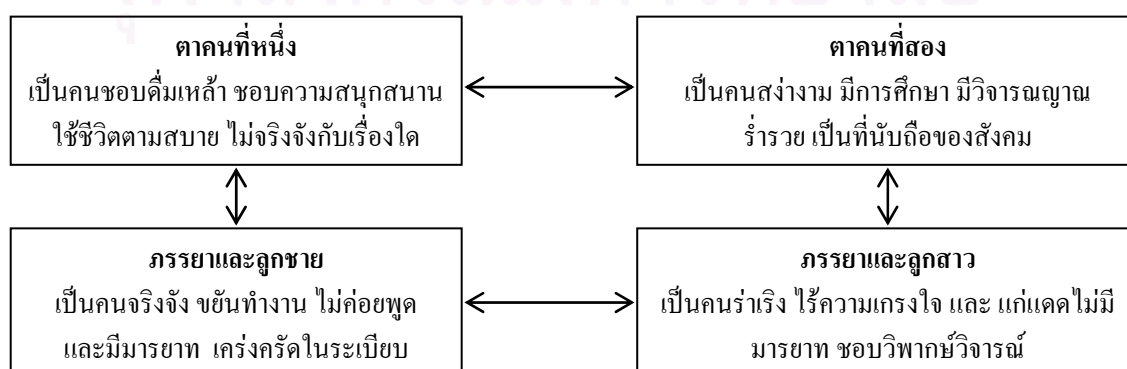 ตาคนที่หนึ่ง
เป็นคนชอบดื่มเหล้า ชอบความสนุกสนาน
ใช้ชีวิตตามสบาย ไม่จริงจังกับเรื่องใด
ตาคนที่สอง
เป็นคนสง่างาม มีการศึกษา มีวิจารณญาณ
ร่ำรวย เป็นที่นับถือของสังคม
ภรรยาและลูกชาย
เป็นคนจริงจัง ขยันทำงาน ไม่ค่อยพูด
และมีมารยาท เคร่งครัดในระเบียบ
ภรรยาและลูกสาว
เป็นคนร่าเริง ไร้ความเกรงใจ และ แก่แดดไม่มี
มารยาท ชอบวิพากษ์วิจารณ์